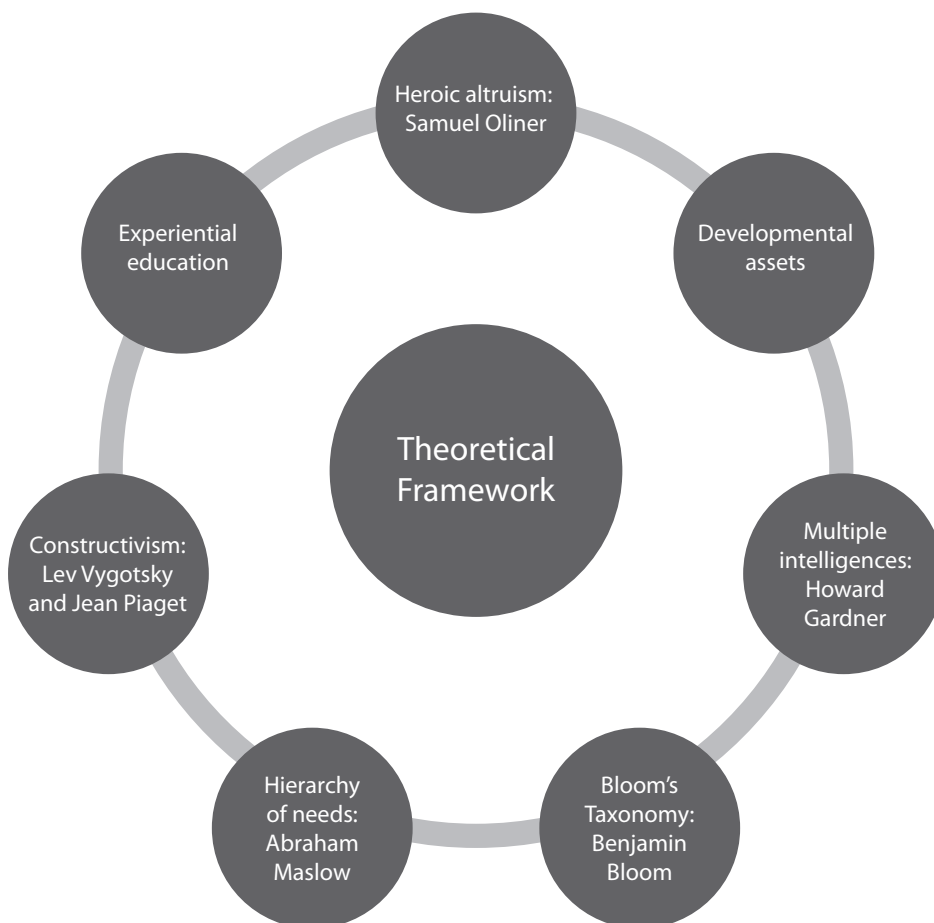 Heroic altruism:
Samuel Oliner
Developmental
assets
Multiple
intelligences:
Howard
Gardner
Bloom’s
Taxonomy:
Benjamin
Bloom
Hierarchy
of needs:
Abraham
Maslow
Constructivism:
Lev Vygotsky
and Jean Piaget
Experiential
education
Theoretical
Framework